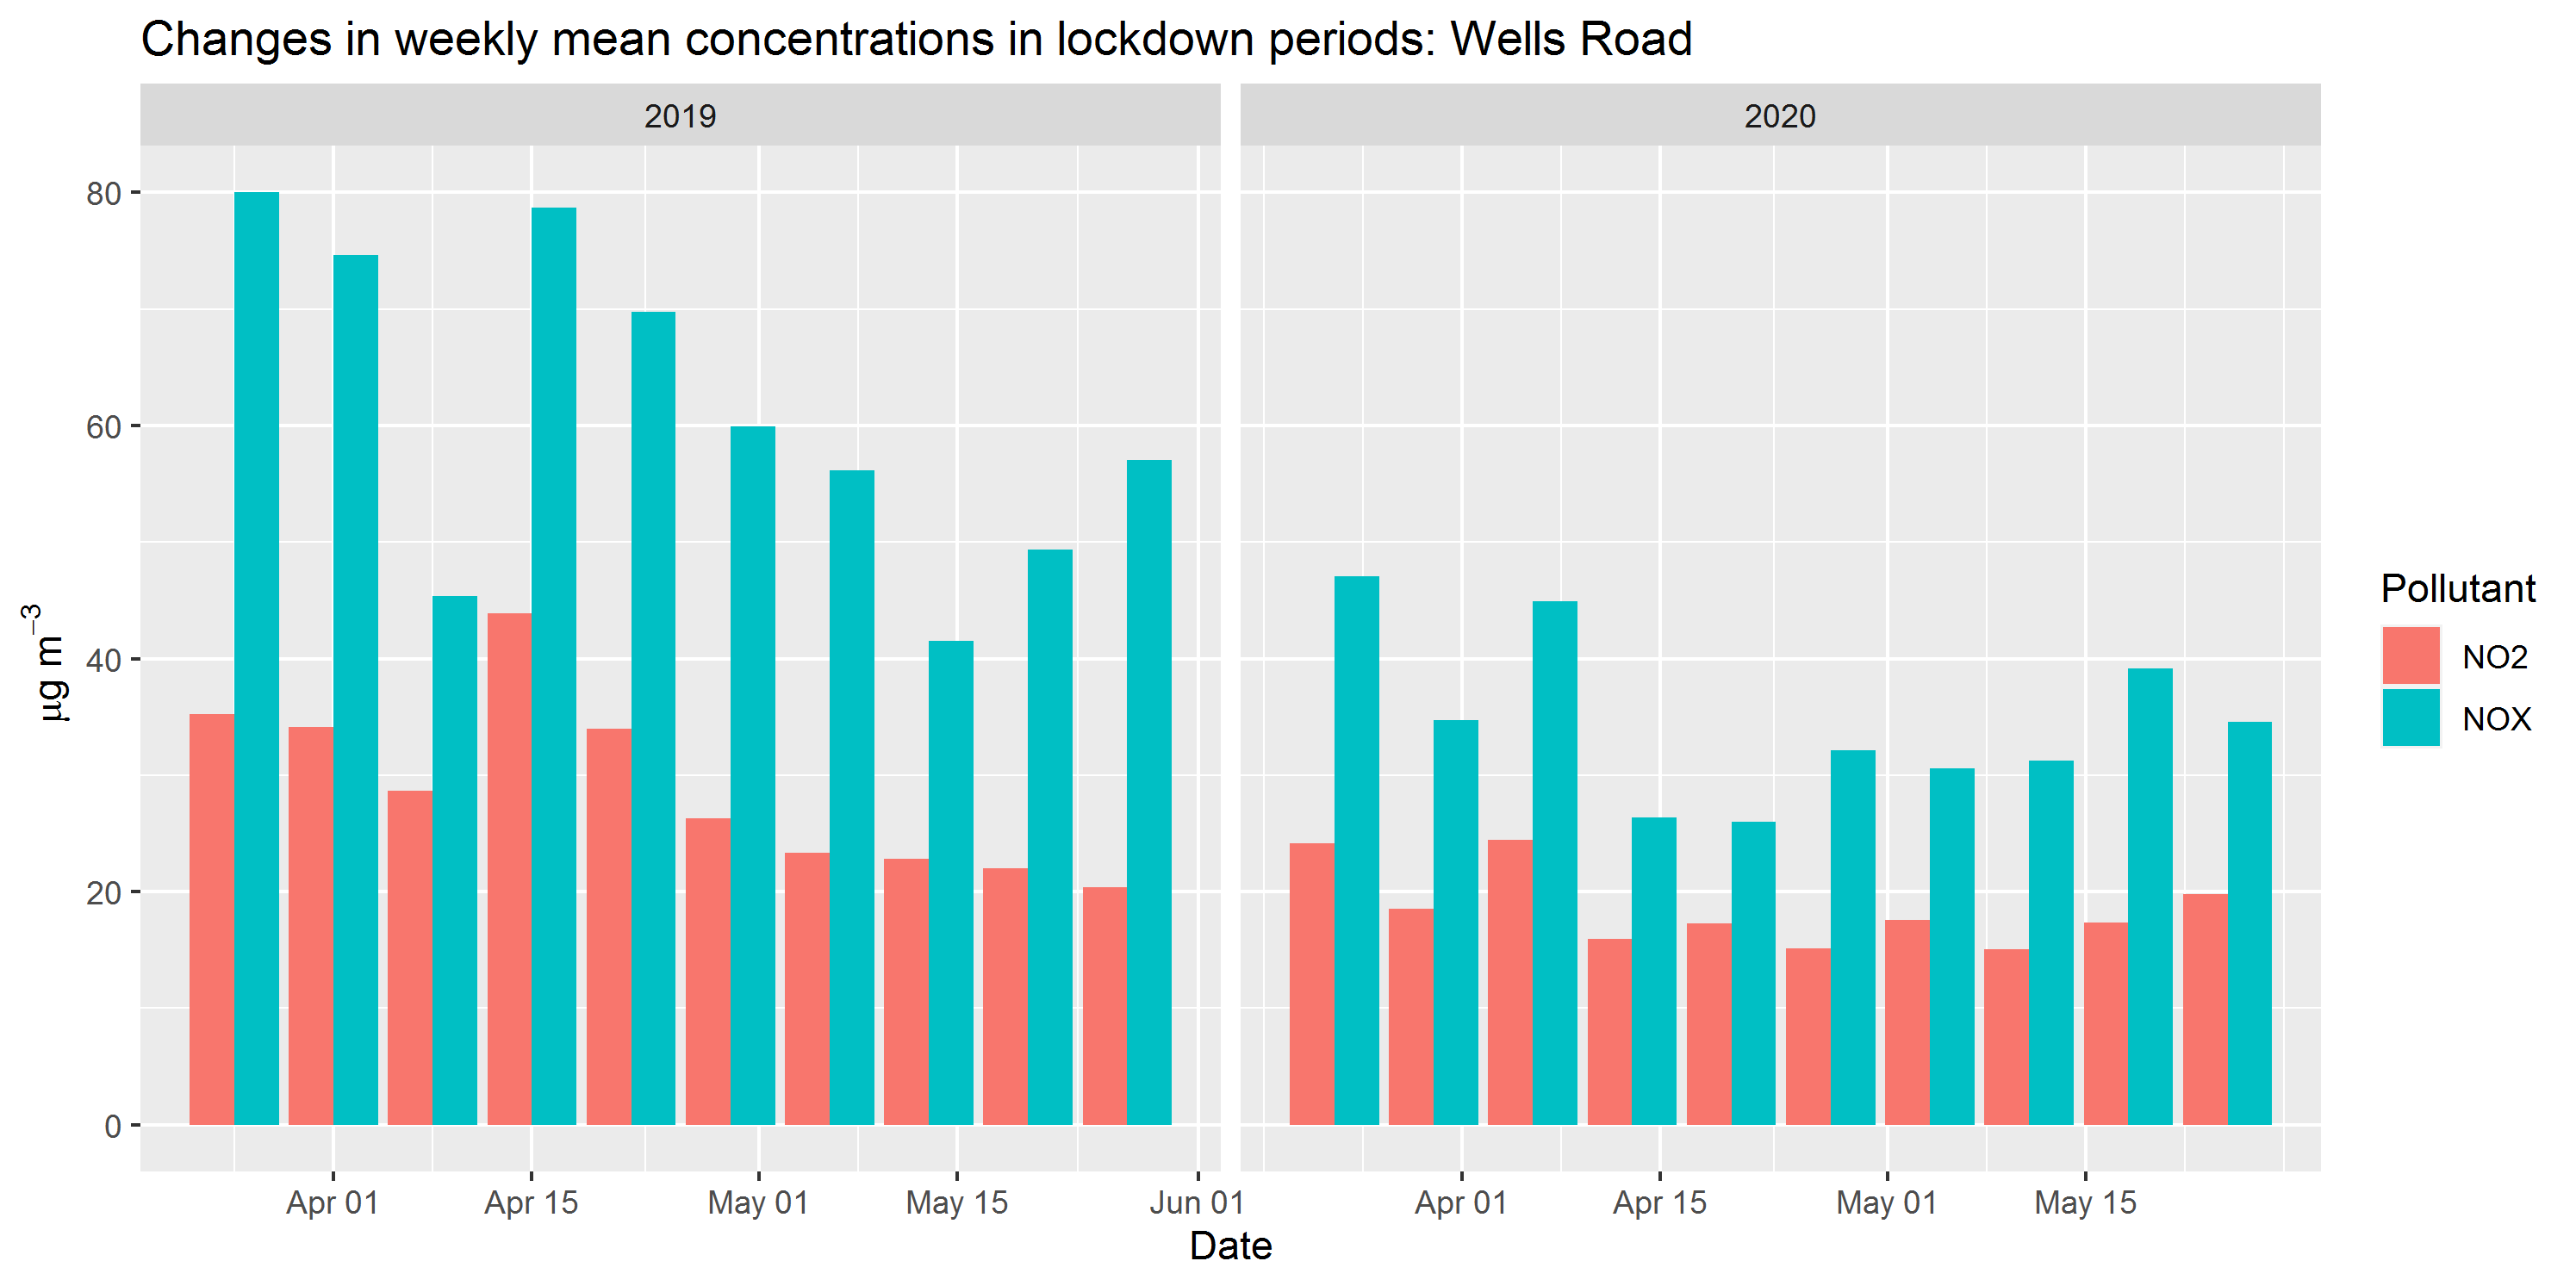 Changes in weekly mean concentrations in lockdown periods: Wells Road
2019
2020
80
60
40
20
0
µg m⁻³
Apr 01
Apr 15
May 01
May 15
Jun 01
Apr 01
Apr 15
May 01
May 15
Date
Pollutant
NO2
NOX